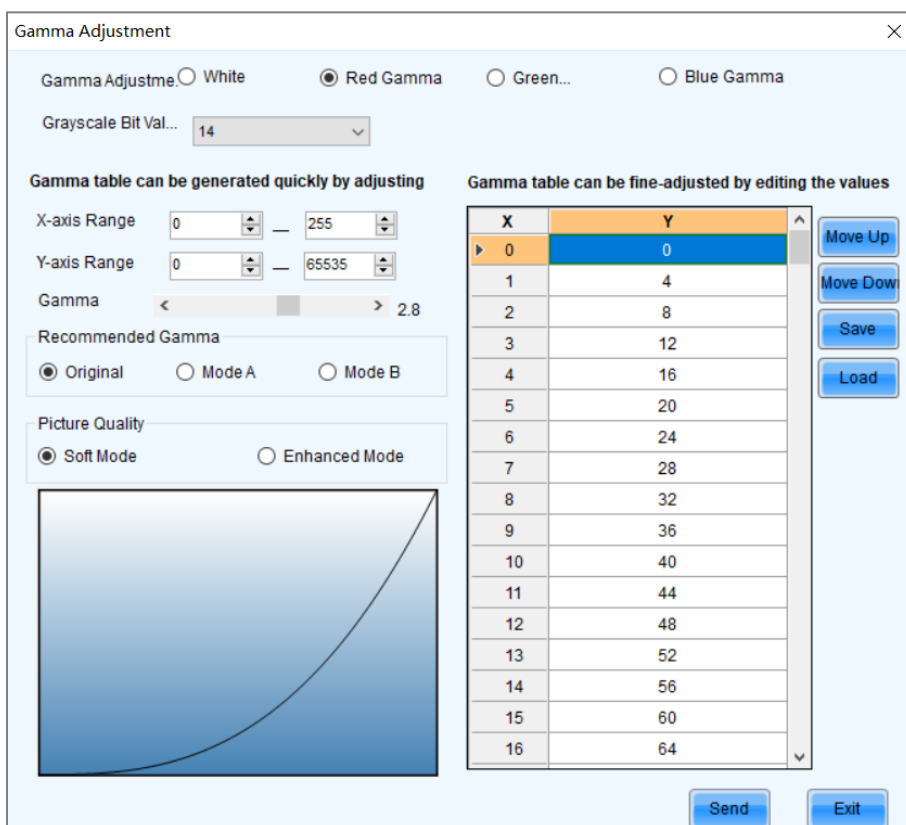 Gamma Adjustment
Gamma Adjustme... White Red Gamma Green... Blue Gamma
Grayscale Bit Val... 14
Gamma table can be generated quickly by adjusting
X-axis Range 0 — 255
Y-axis Range 0 — 65535
Gamma < > 2.8
Recommended Gamma
Original Mode A Mode B
Picture Quality
Soft Mode Enhanced Mode
Gamma table can be fine-adjusted by editing the values
X Y
0 0
1 4
2 8
3 12
4 16
5 20
6 24
7 28
8 32
9 36
10 40
11 44
12 48
13 52
14 56
15 60
16 64
Move Up
Move Dow
Save
Load
Send Exit